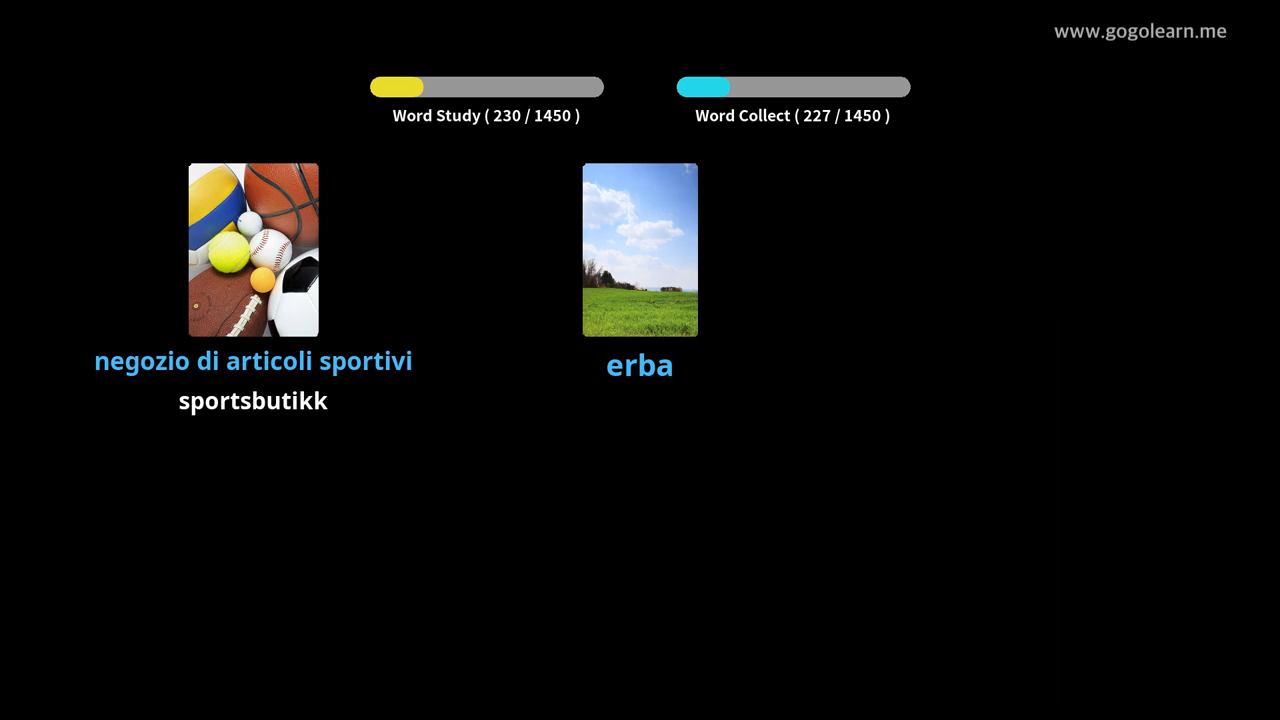 www.gogolearn.me
Word Study ( 230 / 1450 )
Word Collect ( 227 / 1450 )
negozio di articoli sportivi
sportsbutikk
erba